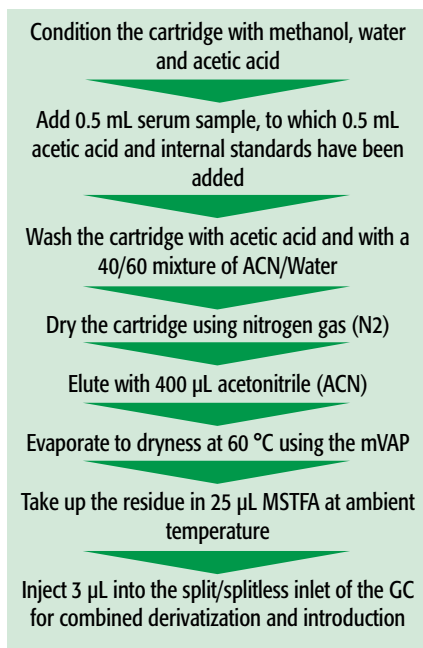 Condition the cartridge with methanol, water
and acetic acid
Add 0.5 mL serum sample, to which 0.5 mL
acetic acid and internal standards have been
added
Wash the cartridge with acetic acid and with a
40/60 mixture of ACN/Water
Dry the cartridge using nitrogen gas (N2)
Elute with 400 µL acetonitrile (ACN)
Evaporate to dryness at 60 °C using the mVAP
Take up the residue in 25 µL MSTFA at ambient
temperature
Inject 3 µL into the split/splitless inlet of the GC
for combined derivatization and introduction